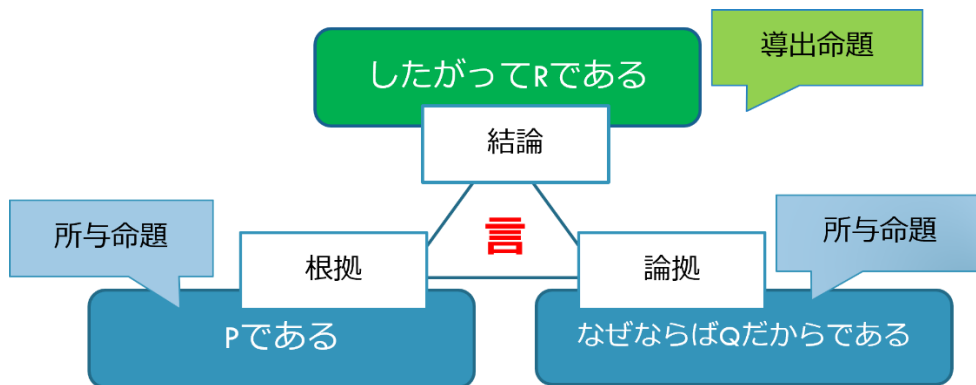 導出命題
したがってRである
結論
言
所与命題
所与命題
根拠
論拠
Pである
なぜならばQだからである